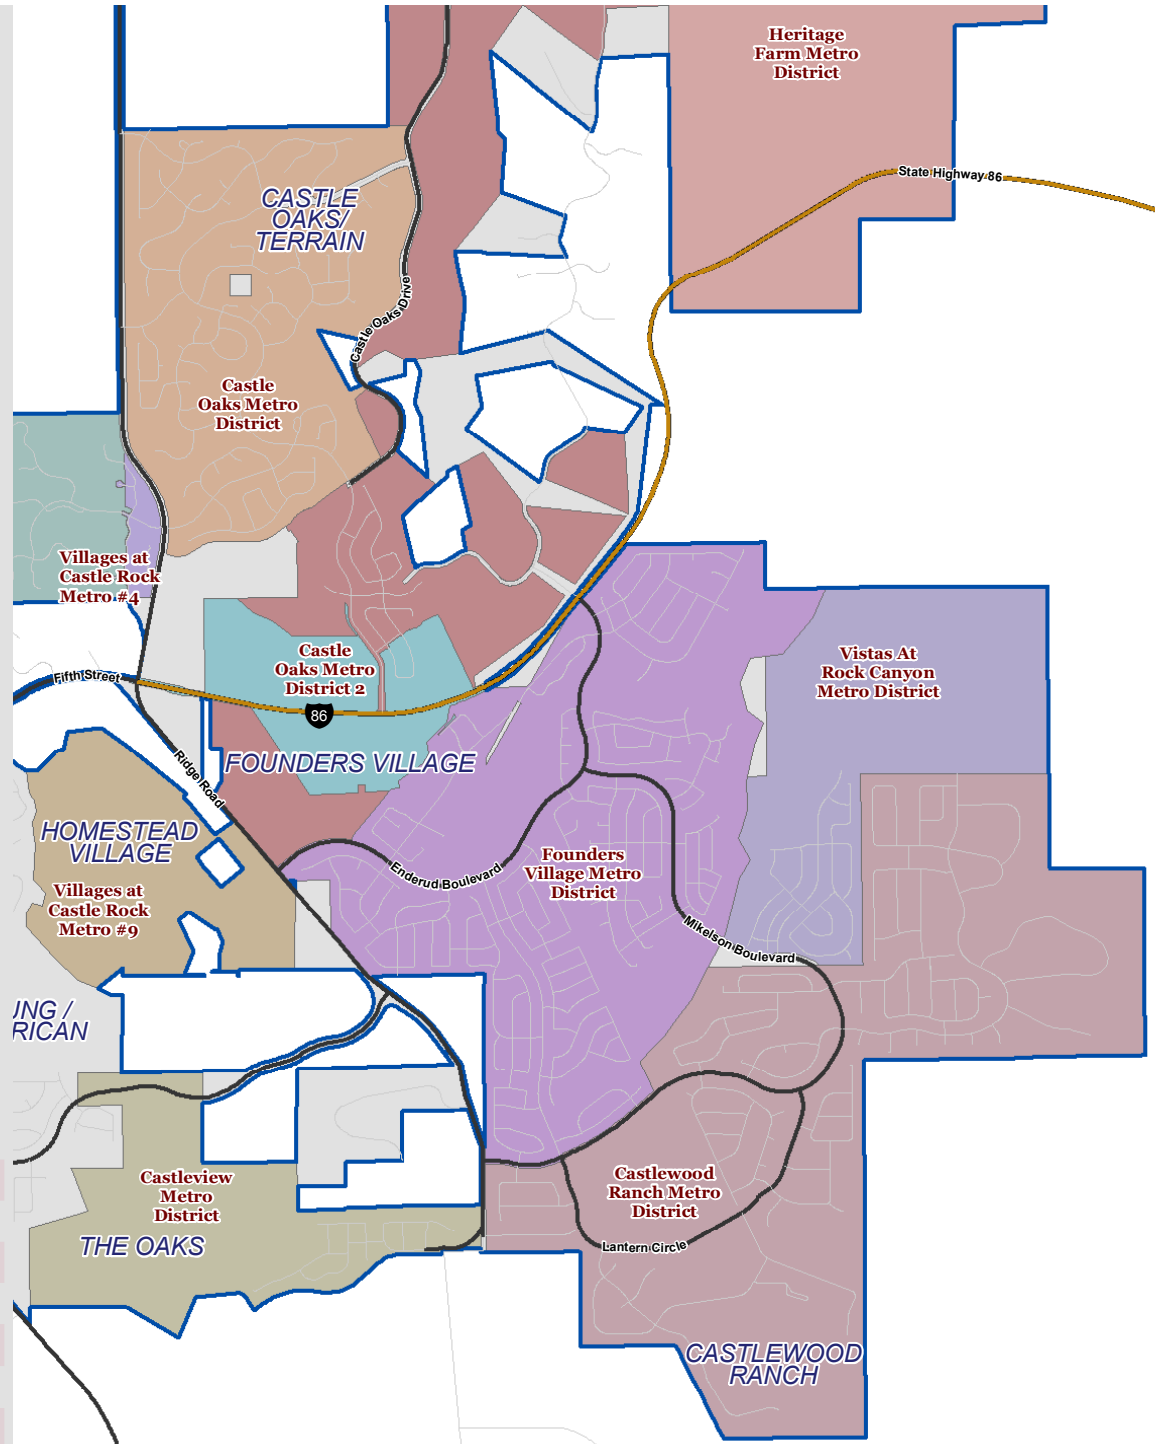 Heritage
Farm Metro
District
State Highway 86
CASTLE
OAKS/
TERRAIN
Castle Oaks Drive
Castle
Oaks Metro
District
Villages at
Castle Rock
Metro #4
Castle
Oaks Metro
District 2
Vistas At
Rock Canyon
Metro District
Fifth Street
86
FOUNDERS VILLAGE
Ridge Road
HOMESTEAD
VILLAGE
Enderud Boulevard
Founders
Village Metro
District
Villages at
Castle Rock
Metro #9
Mikelson Boulevard
UNG /
RICAN
Castleview
Metro
District
Castlewood
Ranch Metro
District
THE OAKS
Lantern Circle
CASTLEWOOD
RANCH